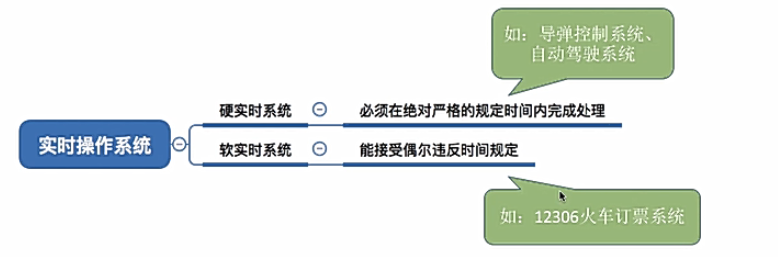 如：导弹控制系统、
自动驾驶系统
硬实时系统
必须在绝对严格的规定时间内完成处理
实时操作系统
软实时系统
能接受偶尔违反时间规定
如：12306火车订票系统